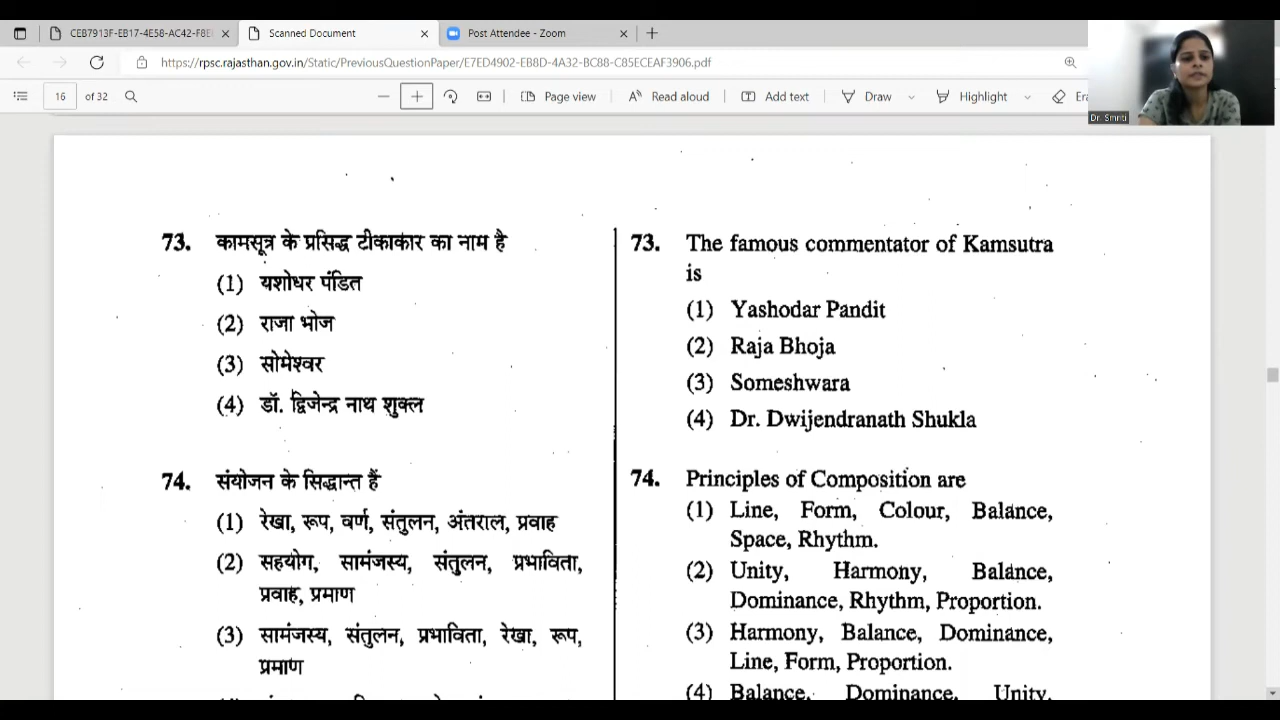 CEB7913F-EB17-4E58-AC42-F8E
Scanned Document
Post Attendee - Zoom
https://rpsc.rajasthan.gov.in/Static/PreviousQuestionPaper/E7ED4902-EB8D-4A32-BC88-C85ECEAF3906.pdf
16 of 32
Page view
Read aloud
Add text
Draw
Highlight
Era
Dr. Smriti
73. कामसूत्र के प्रसिद्ध टीकाकार का नाम है
(1) यशोधर पंडित
(2) राजा भोज
(3) सोमेश्वर
(4) डॉ. द्विजेन्द्र नाथ शुक्ल
74. संयोजन के सिद्धान्त हैं
(1) रेखा, रूप, वर्ण, संतुलन, अंतराल, प्रवाह
(2) सहयोग, सामंजस्य, संतुलन, प्रभाविता,
प्रवाह, प्रमाण
(3) सामंजस्य, संतुलन, प्रभाविता, रेखा, रूप,
प्रमाण
73. The famous commentator of Kamsutra
is
(1) Yashodar Pandit
(2) Raja Bhoja
(3) Someshwara
(4) Dr. Dwijendranath Shukla
74. Principles of Composition are
(1) Line, Form, Colour, Balance,
Space, Rhythm.
(2) Unity, Harmony, Balance,
Dominance, Rhythm, Proportion.
(3) Harmony, Balance, Dominance,
Line, Form, Proportion.
(4) Balance, Dominance, Unity,